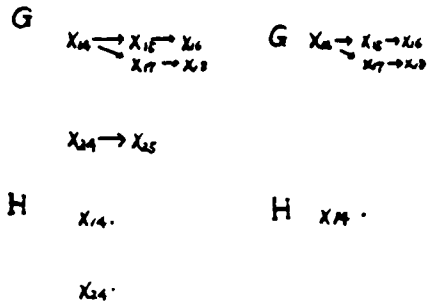 G
X14 → X15 → X16
X17 → X18
X24 → X25
H
X14.
X24.
G
X14 → X15 → X16
X17 → X18
H
X14.